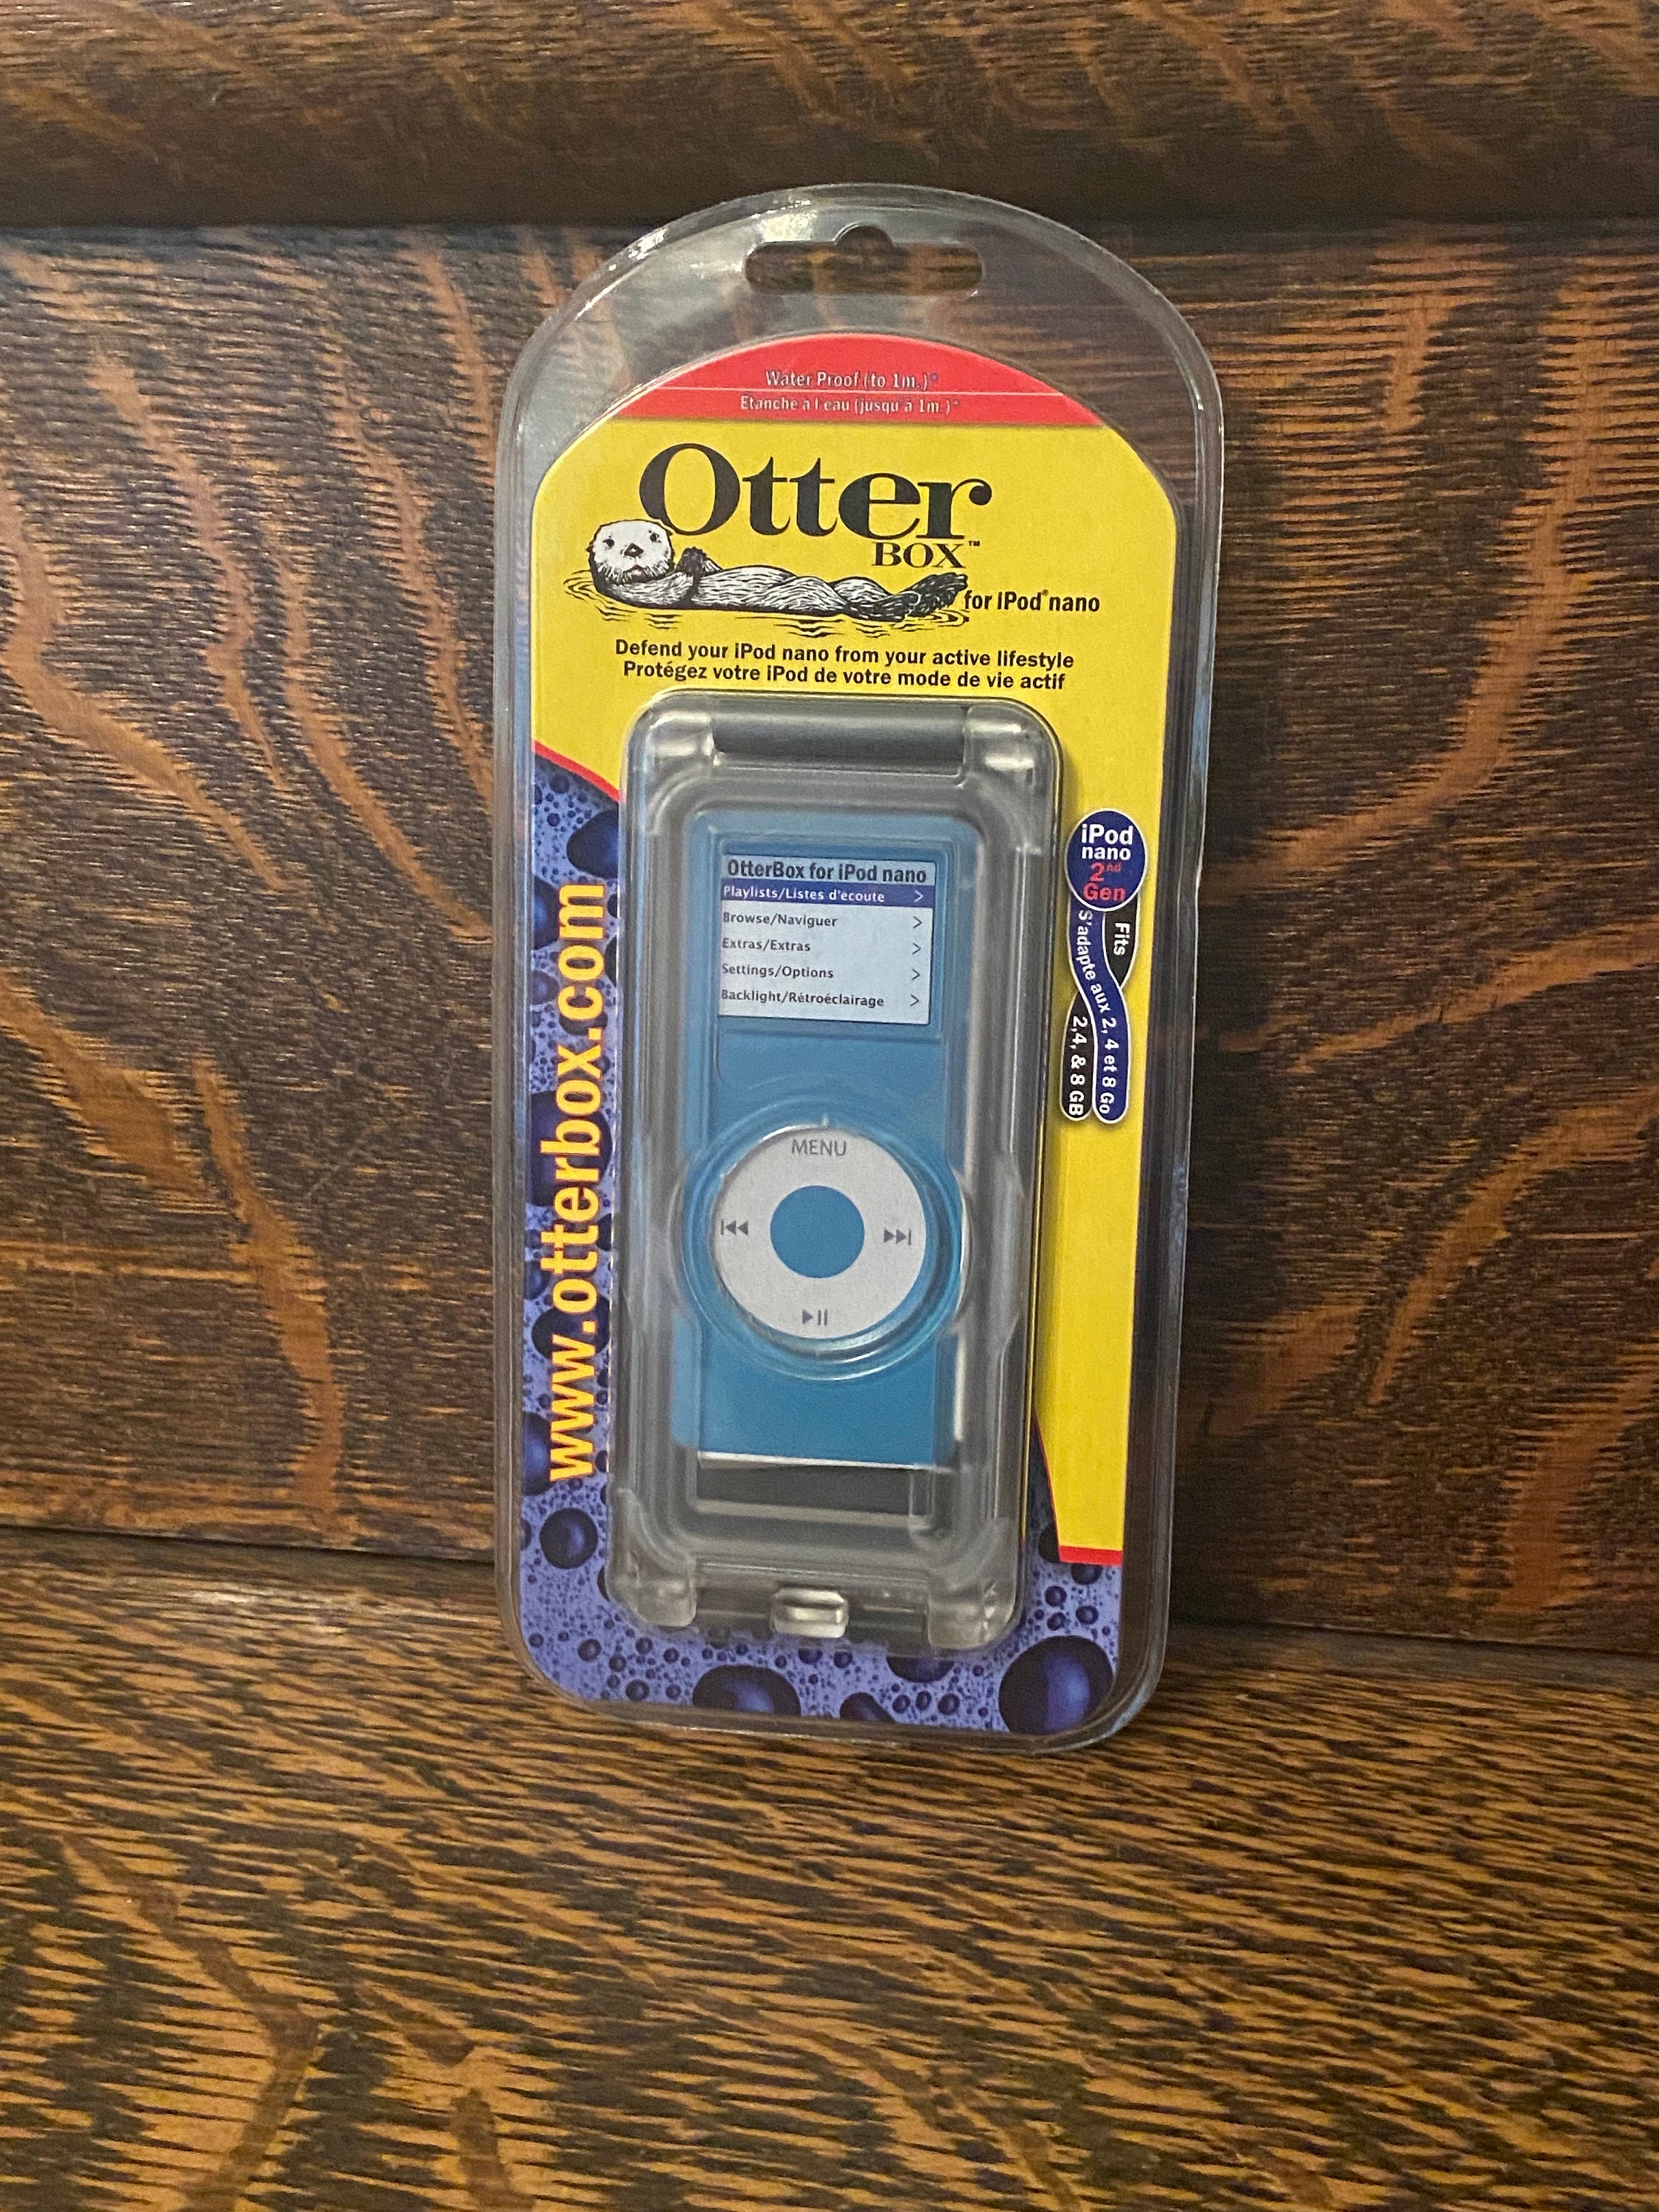 Water Proof (to 1m.)*
Etanche à l'eau (jusqu'à 1m.)*
Otter
BOX™
for iPod® nano
Defend your iPod nano from your active lifestyle
Protégez votre iPod de votre mode de vie actif
www.otterbox.com
OtterBox for iPod nano
Playlists/Listes d'ecoute >
Browse/Naviguer >
Extras/Extras >
Settings/Options >
Backlight/Rétroéclairage >
MENU
iPod
nano
2nd
Gen
Fits 2,4, & 8 GB
S'adapte aux 2, 4 et 8 Go